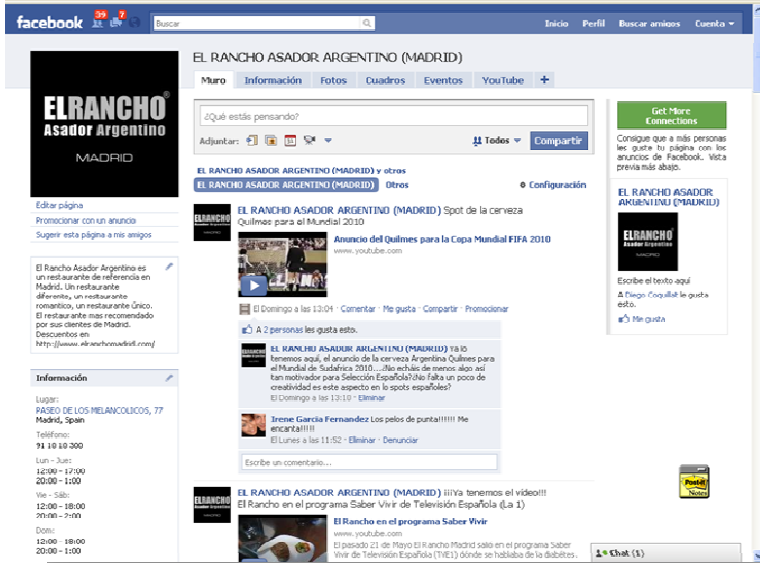 facebook 39 7 Buscar Inicio Perfil Buscar amigos Cuenta
ELRANCHO®
Asador Argentino
MADRID
Editar página
Promocionar con un anuncio
Sugerir esta página a mis amigos
El Rancho Asador Argentino es
un restaurante de referencia en
Madrid. Un restaurante
diferente, un restaurante
romantico, un restaurante único.
El restaurante mas recomendado
por sus clientes de Madrid.
Descuentos en:
http://www.elranchomadrid.com/
Información
Lugar:
PASEO DE LOS MELANCOLICOS, 77
Madrid, Spain
Teléfono:
Lun - Jue:
12:00 - 17:00
20:00 - 1:00
Vie - Sáb:
12:00 - 18:00
20:00 - 2:00
Dom:
12:00 - 18:00
20:00 - 1:00
EL RANCHO ASADOR ARGENTINO (MADRID)
Muro Información Fotos Cuadros Eventos YouTube +
¿Qué estás pensando?
Adjuntar: 31 Todos Compartir
EL RANCHO ASADOR ARGENTINO (MADRID) y otros
EL RANCHO ASADOR ARGENTINO (MADRID) Otros Configuración
ELRANCHO
EL RANCHO ASADOR ARGENTINO (MADRID) Spot de la cerveza
Quilmes para el Mundial 2010
Anuncio del Quilmes para la Copa Mundial FIFA 2010
www.youtube.com
El Domingo a las 13:04 · Comentar · Me gusta · Compartir · Promocionar
A 2 personas les gusta esto.
EL RANCHO ASADOR ARGENTINO (MADRID) Ya lo
tenemos aquí, el anuncio de la cerveza Argentina Quilmes para
el Mundial de Sudafrica 2010....¿No echáis de menos algo así
tan motivador para Selección Española?¿No falta un poco de
creatividad es este aspecto en lo spots españoles?
El Domingo a las 13:10 · Eliminar
Irene Garcia Fernandez Los pelos de punta!!!!!! Me
encanta!!!!!
El Lunes a las 11:52 · Eliminar · Denunciar
Escribe un comentario...
ELRANCHO
EL RANCHO ASADOR ARGENTINO (MADRID) ¡¡¡Ya tenemos el video!!!
El Rancho en el programa Saber Vivir de Televisión Española (La 1)
El Rancho en el programa Saber Vivir
www.youtube.com
El pasado 21 de Mayo El Rancho Madrid salió en el programa Saber
Vivir de Televisión Española (TVE1) dónde se hablaba de la diabétes.
Get More
Connections
Consigue que a más personas
les guste tu página con los
anuncios de Facebook. Vista
previa más abajo.
EL RANCHO ASADOR
ARGENTINO (MADRID)
ELRANCHO
Asador Argentino
MADRID
Escribe el texto aquí
A Diego Coquillat le gusta
esto.
Me gusta
Post-it
Notes
Chat (1)